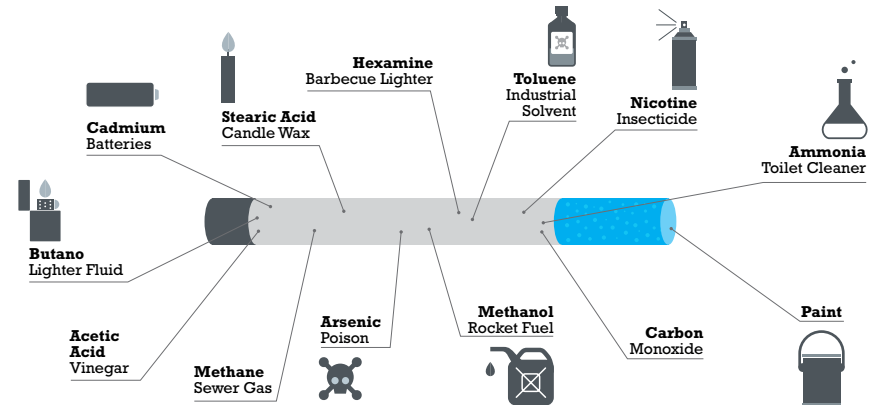 Hexamine
Barbecue Lighter
Toluene
Industrial
Solvent
Nicotine
Insecticide
Stearic Acid
Candle Wax
Cadmium
Batteries
Ammonia
Toilet Cleaner
Butano
Lighter Fluid
Acetic
Acid
Vinegar
Methane
Sewer Gas
Arsenic
Poison
Methanol
Rocket Fuel
Carbon
Monoxide
Paint